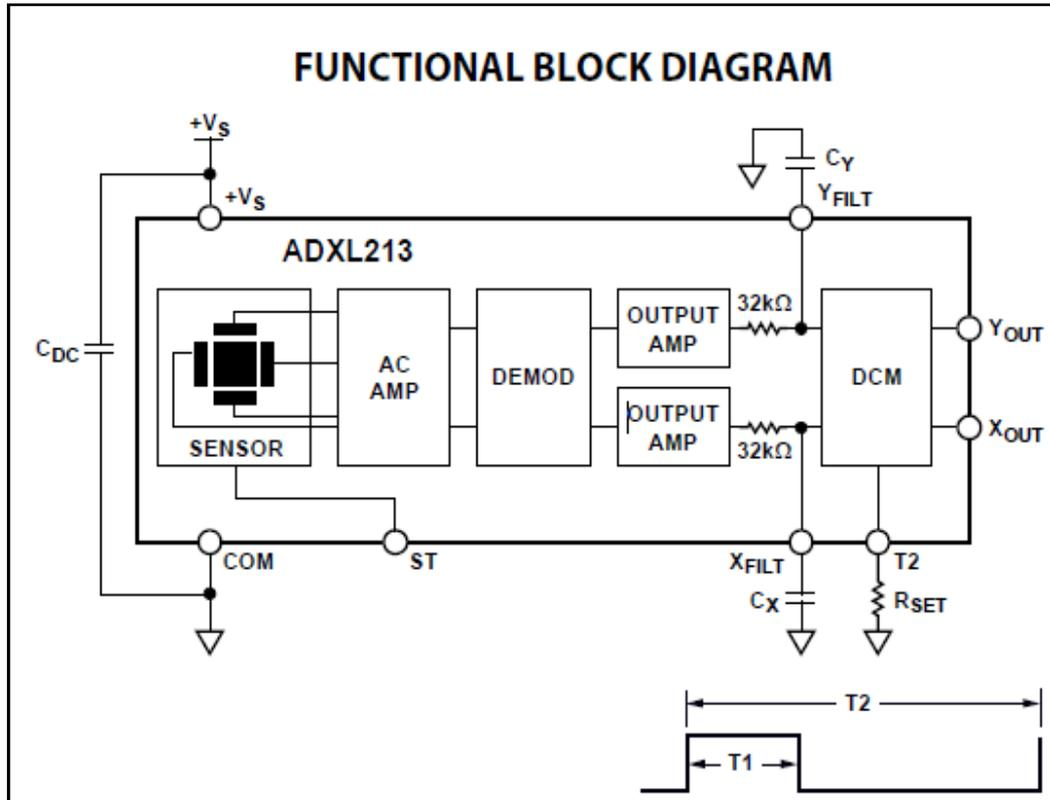 FUNCTIONAL BLOCK DIAGRAM
+VS
CY
+VS
YFILT
ADXL213
CDC
SENSOR
AC
AMP
DEMOD
OUTPUT
AMP
32kΩ
OUTPUT
AMP
32kΩ
DCM
YOUT
XOUT
COM
ST
XFILT
T2
CX
RSET
T2
T1